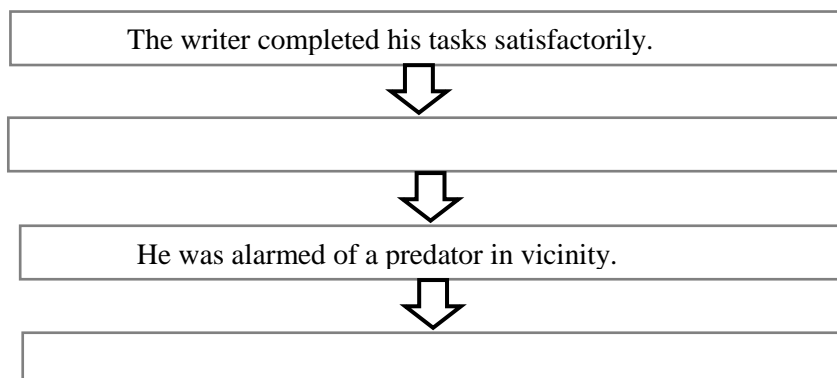 The writer completed his tasks satisfactorily.
He was alarmed of a predator in vicinity.